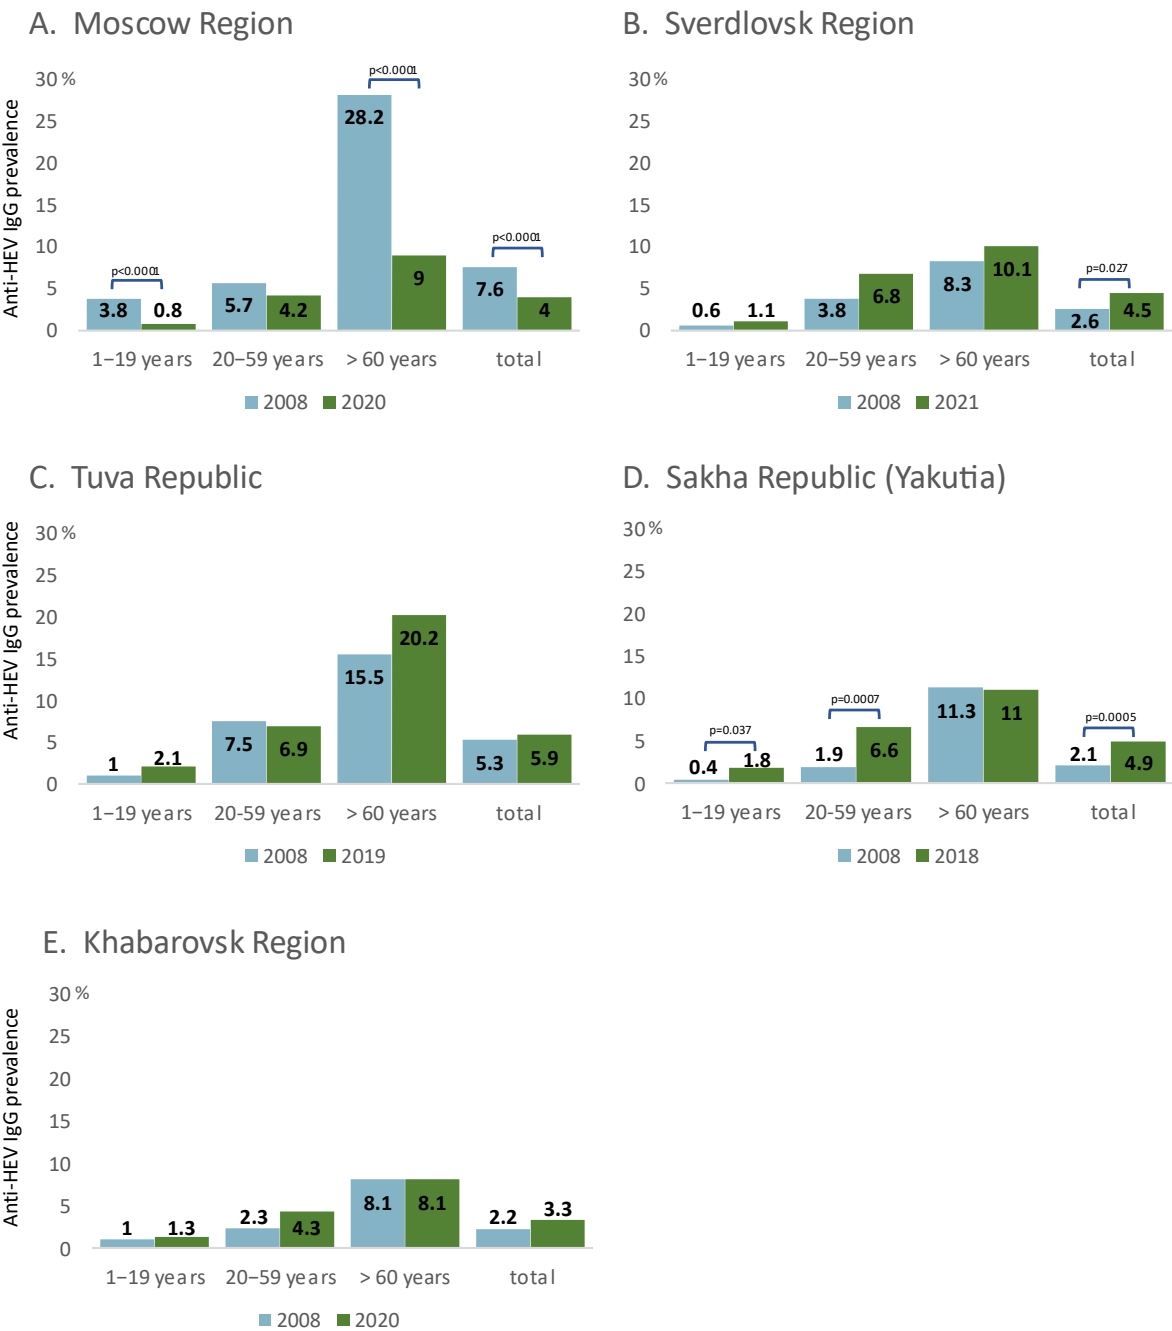 A. Moscow Region
Anti-HEV IgG prevalence
30 %
25
20
15
10
5
0
p<0.0001
p<0.0001
p<0.0001
3.8
0.8
5.7
4.2
28.2
9
7.6
4
1–19 years
20–59 years
> 60 years
total
2008
2020
B. Sverdlovsk Region
30 %
25
20
15
10
5
0
p=0.027
0.6
1.1
3.8
6.8
8.3
10.1
2.6
4.5
1–19 years
20–59 years
> 60 years
total
2008
2021
C. Tuva Republic
Anti-HEV IgG prevalence
30 %
25
20
15
10
5
0
1
2.1
7.5
6.9
15.5
20.2
5.3
5.9
1–19 years
20-59 years
> 60 years
total
2008
2019
D. Sakha Republic (Yakutia)
30 %
25
20
15
10
5
0
p=0.037
p=0.0007
p=0.0005
0.4
1.8
1.9
6.6
11.3
11
2.1
4.9
1–19 years
20-59 years
> 60 years
total
2008
2018
E. Khabarovsk Region
Anti-HEV IgG prevalence
30 %
25
20
15
10
5
0
1
1.3
2.3
4.3
8.1
8.1
2.2
3.3
1–19 years
20–59 years
> 60 years
total
2008
2020